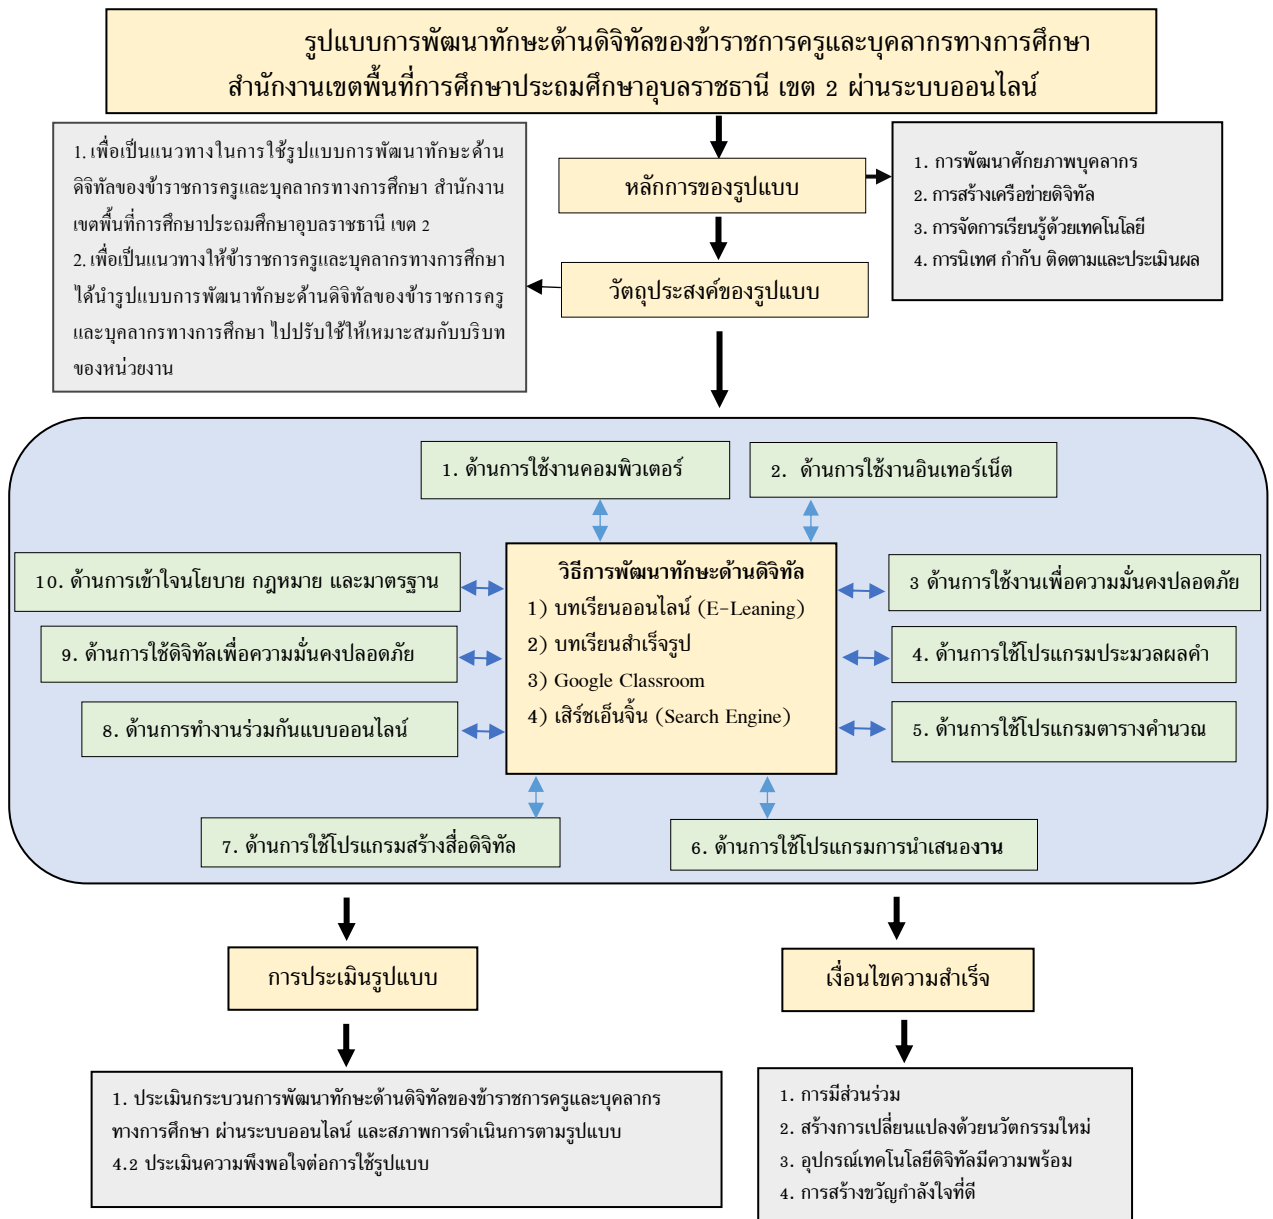 รูปแบบการพัฒนาทักษะด้านดิจิทัลของข้าราชการครูและบุคลากรทางการศึกษา
สำนักงานเขตพื้นที่การศึกษาประถมศึกษาอุบลราชธานี เขต 2 ผ่านระบบออนไลน์
หลักการของรูปแบบ
1. การพัฒนาศักยภาพบุคลากร
2. การสร้างเครือข่ายดิจิทัล
3. การจัดการเรียนรู้ด้วยเทคโนโลยี
4. การนิเทศ กำกับ ติดตามและประเมินผล
วัตถุประสงค์ของรูปแบบ
1. เพื่อเป็นแนวทางในการใช้รูปแบบการพัฒนาทักษะด้าน
ดิจิทัลของข้าราชการครูและบุคลากรทางการศึกษา สำนักงาน
เขตพื้นที่การศึกษาประถมศึกษาอุบลราชธานี เขต 2
2. เพื่อเป็นแนวทางให้ข้าราชการครูและบุคลากรทางการศึกษา
ได้นำรูปแบบการพัฒนาทักษะด้านดิจิทัลของข้าราชการครู
และบุคลากรทางการศึกษา ไปปรับใช้ให้เหมาะสมกับบริบท
ของหน่วยงาน
1. ด้านการใช้งานคอมพิวเตอร์
2. ด้านการใช้งานอินเทอร์เน็ต
3 ด้านการใช้งานเพื่อความมั่นคงปลอดภัย
4. ด้านการใช้โปรแกรมประมวลผลคำ
5. ด้านการใช้โปรแกรมตารางคำนวณ
6. ด้านการใช้โปรแกรมการนำเสนองาน
7. ด้านการใช้โปรแกรมสร้างสื่อดิจิทัล
8. ด้านการทำงานร่วมกันแบบออนไลน์
9. ด้านการใช้ดิจิทัลเพื่อความมั่นคงปลอดภัย
10. ด้านการเข้าใจนโยบาย กฎหมาย และมาตรฐาน
วิธีการพัฒนาทักษะด้านดิจิทัล
1) บทเรียนออนไลน์ (E-Leaning)
2) บทเรียนสำเร็จรูป
3) Google Classroom
4) เสิร์ชเอ็นจิ้น (Search Engine)
การประเมินรูปแบบ
1. ประเมินกระบวนการพัฒนาทักษะด้านดิจิทัลของข้าราชการครูและบุคลากร
ทางการศึกษา ผ่านระบบออนไลน์ และสภาพการดำเนินการตามรูปแบบ
4.2 ประเมินความพึงพอใจต่อการใช้รูปแบบ
เงื่อนไขความสำเร็จ
1. การมีส่วนร่วม
2. สร้างการเปลี่ยนแปลงด้วยนวัตกรรมใหม่
3. อุปกรณ์เทคโนโลยีดิจิทัลมีความพร้อม
4. การสร้างขวัญกำลังใจที่ดี